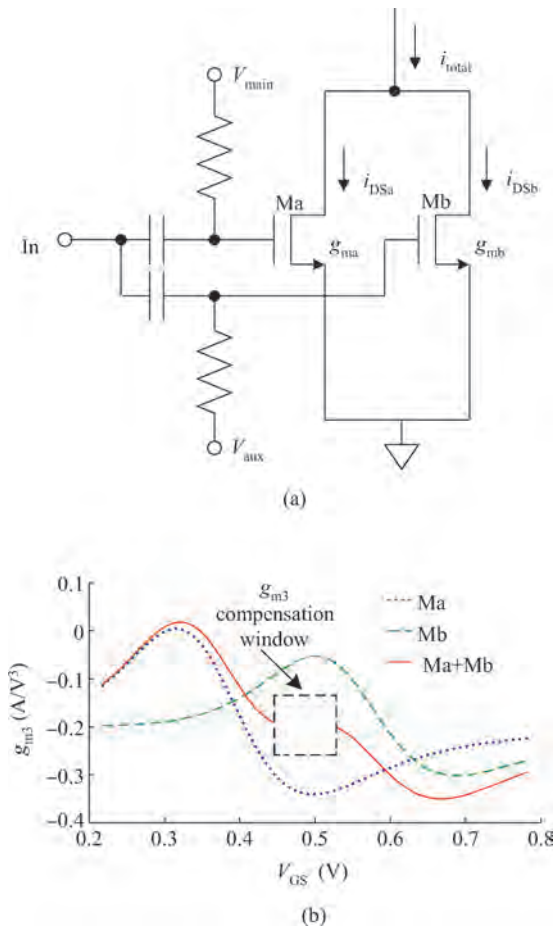 i_total
V_main
i_DSa
i_DSb
Ma
Mb
In
g_ma
g_mb
V_aux
(a)
g_m3
compensation
window
Ma
Mb
Ma+Mb
g_m3 (A/V³)
0.1
0
−0.1
−0.2
−0.3
−0.4
0.2
0.3
0.4
0.5
0.6
0.7
0.8
V_GS (V)
(b)